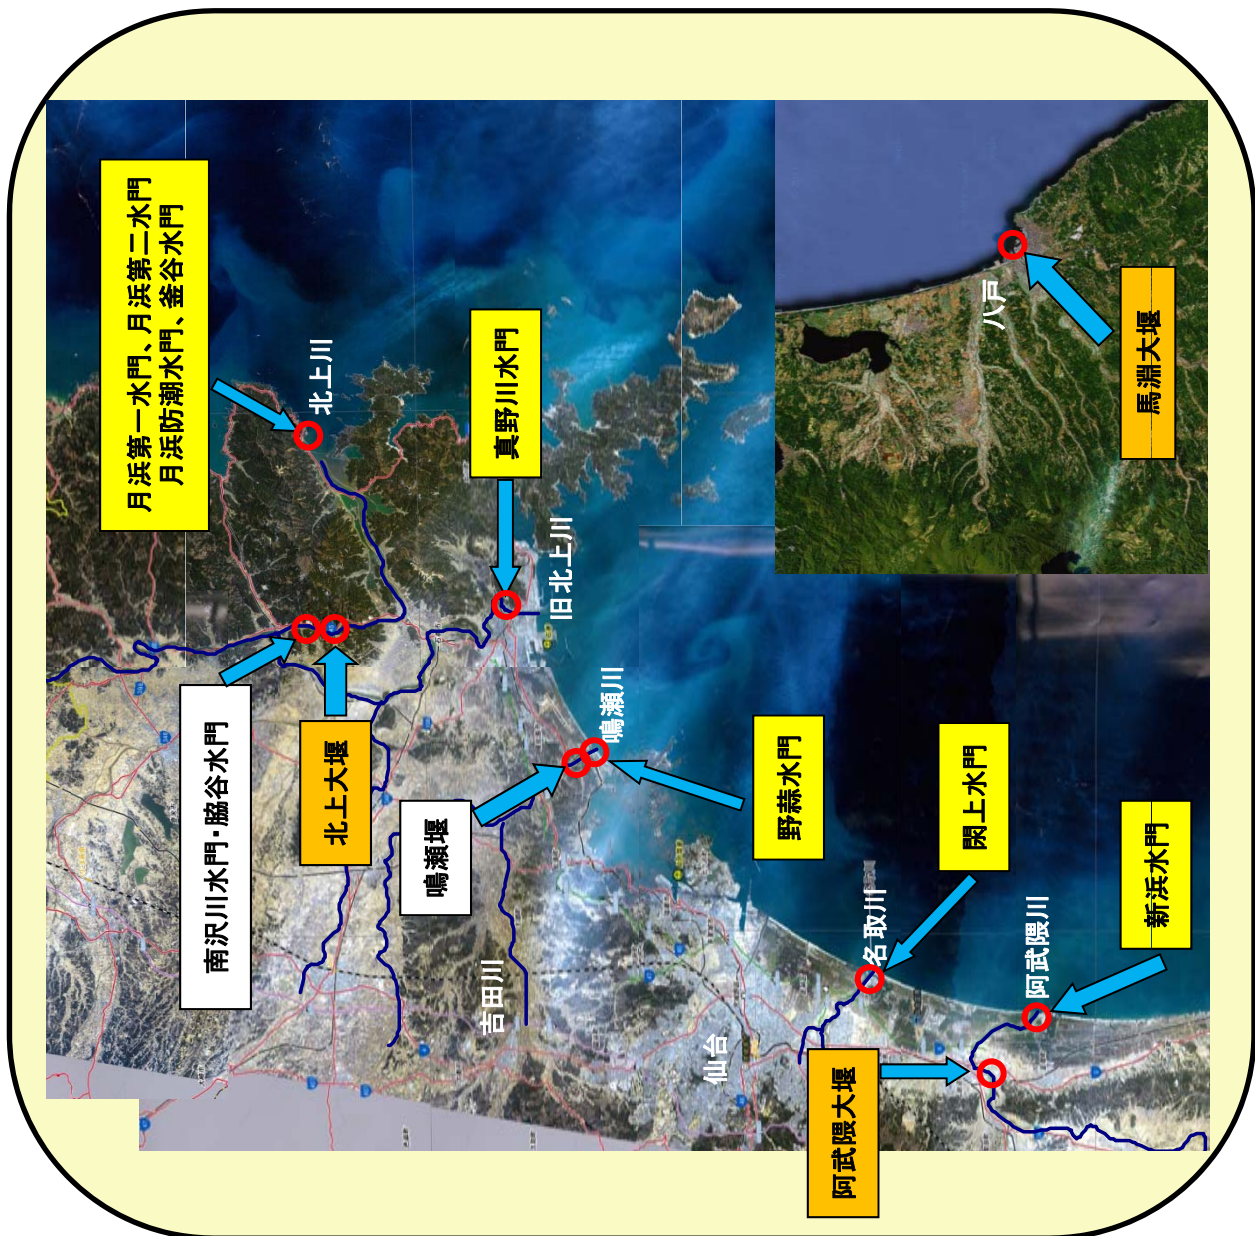 月浜第一水門、月浜第二水門
月浜防潮水門、釜谷水門
北上川
真野川水門
旧北上川
南沢川水門・脇谷水門
北上大堰
鳴瀬堰
鳴瀬川
野蒜水門
吉田川
仙台
名取川
閖上水門
阿武隈川
新浜水門
阿武隈大堰
八戸
馬淵大堰